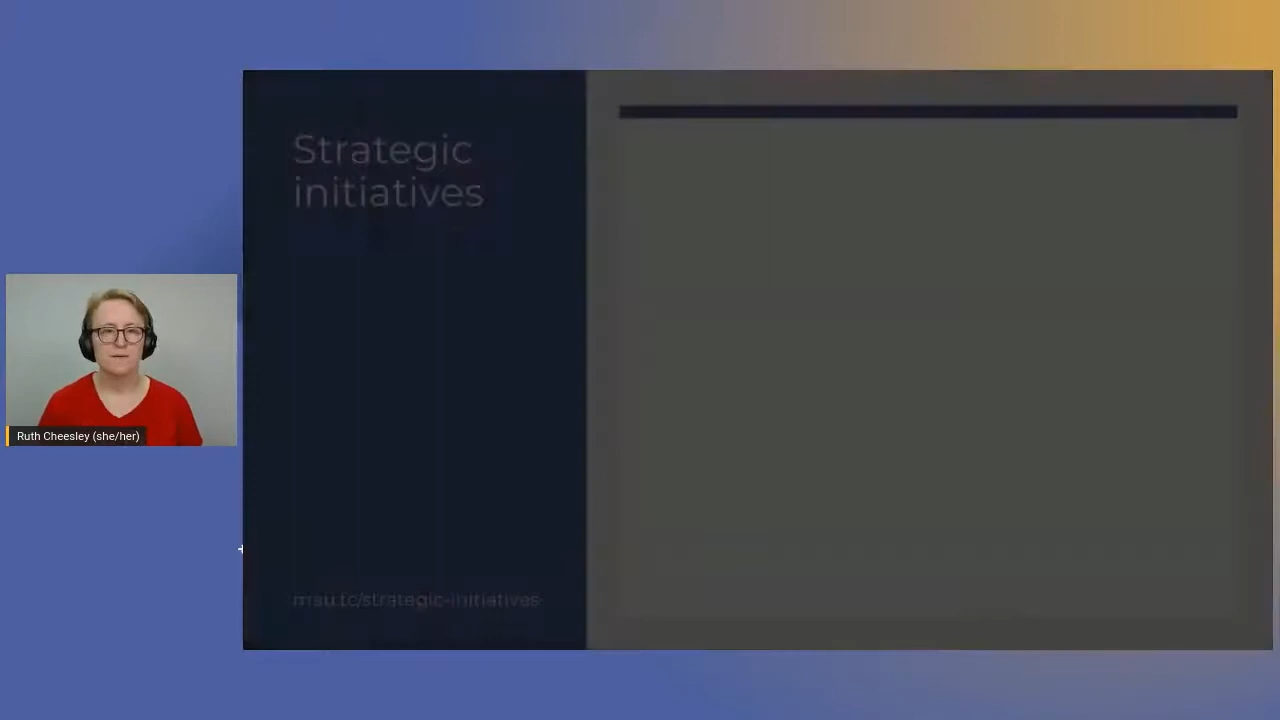 Strategic
initiatives
Ruth Cheesley (she/her)
mau.tc/strategic-initiatives